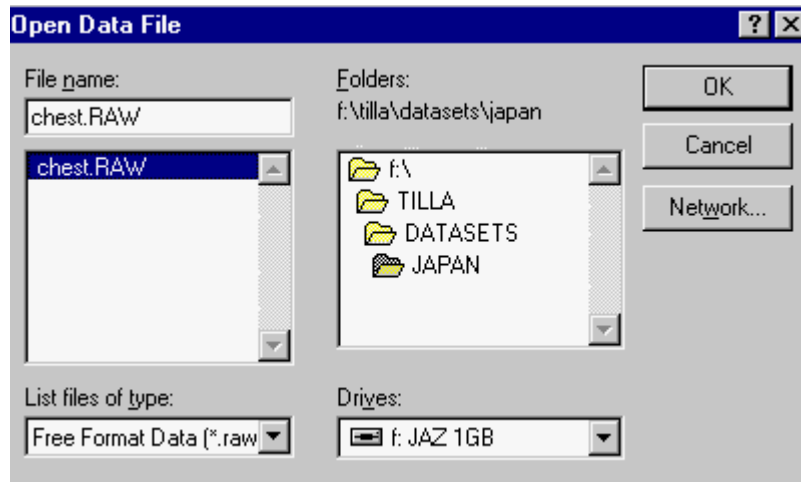 Open Data File
File name:
chest.RAW
chest.RAW
List files of type:
Free Format Data (*.raw
Folders:
f:\tilla\datasets\japan
f:\
TILLA
DATASETS
JAPAN
Drives:
f: JAZ 1GB
OK
Cancel
Network...